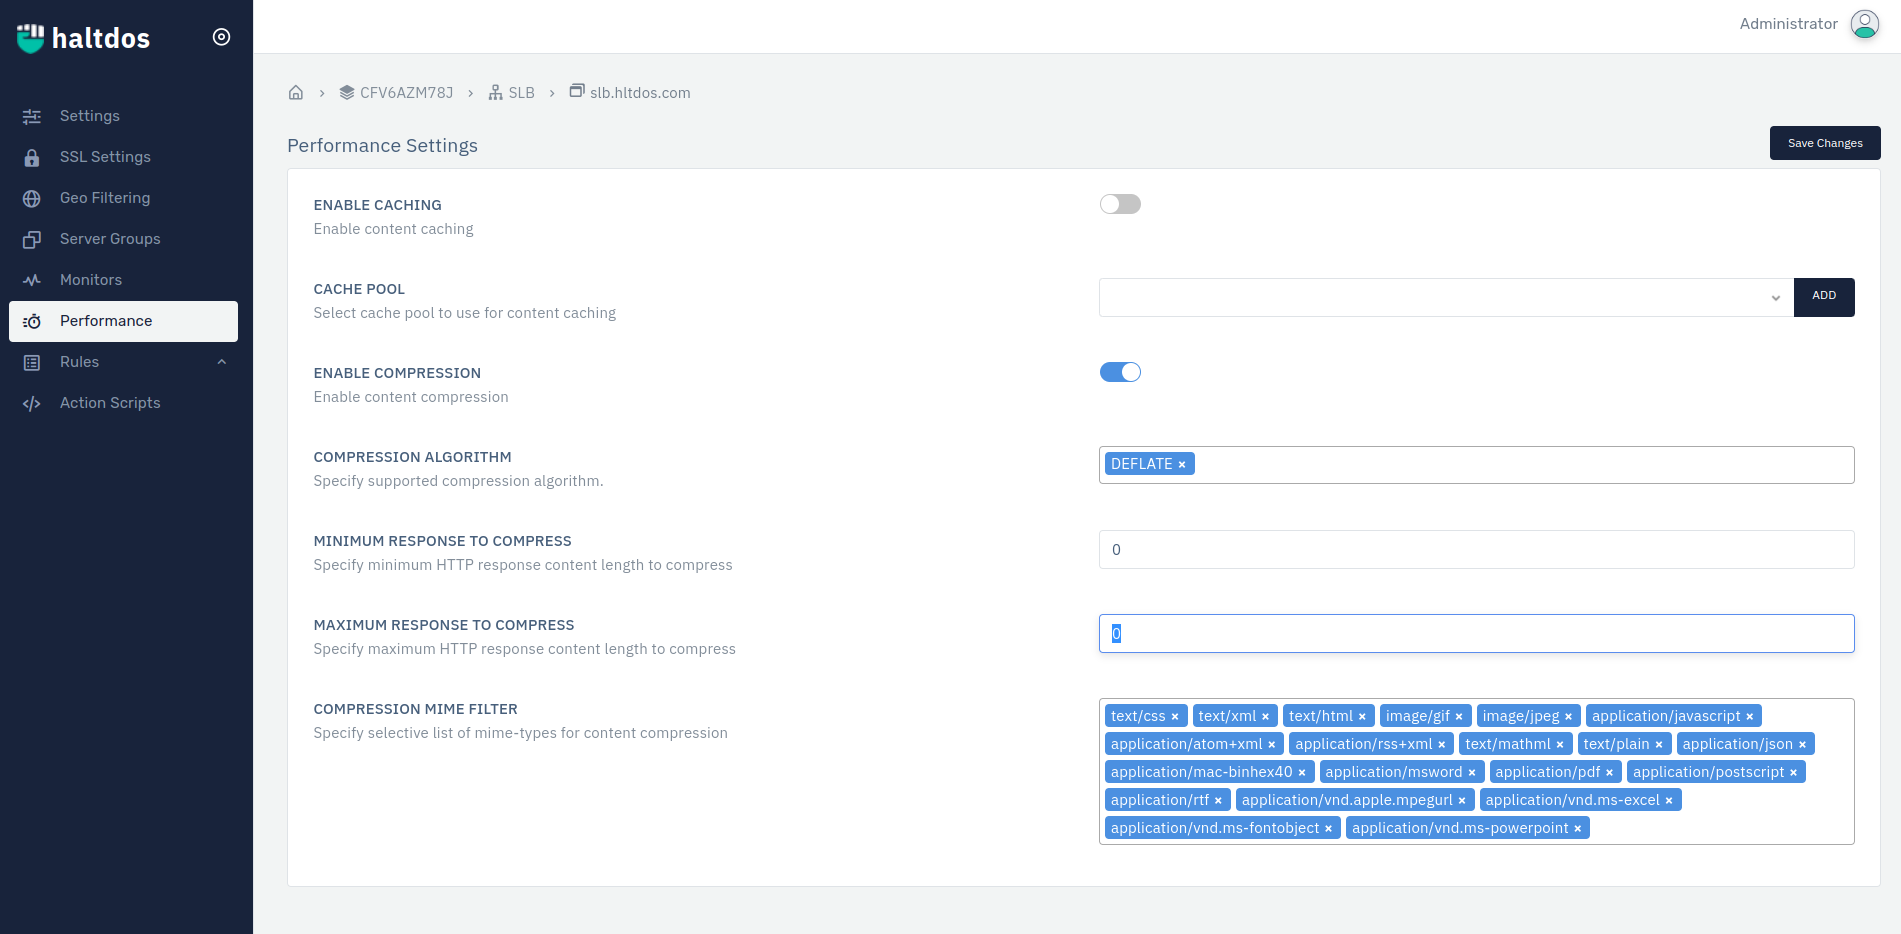 haltdos
Administrator
Settings
SSL Settings
Geo Filtering
Server Groups
Monitors
Performance
Rules
Action Scripts
CFV6AZM78J SLB slb.hltdos.com
Performance Settings
Save Changes
ENABLE CACHING
Enable content caching
CACHE POOL
Select cache pool to use for content caching
ADD
ENABLE COMPRESSION
Enable content compression
COMPRESSION ALGORITHM
Specify supported compression algorithm.
DEFLATE ×
MINIMUM RESPONSE TO COMPRESS
Specify minimum HTTP response content length to compress
0
MAXIMUM RESPONSE TO COMPRESS
Specify maximum HTTP response content length to compress
0
COMPRESSION MIME FILTER
Specify selective list of mime-types for content compression
text/css × text/xml × text/html × image/gif × image/jpeg × application/javascript ×
application/atom+xml × application/rss+xml × text/mathml × text/plain × application/json ×
application/mac-binhex40 × application/msword × application/pdf × application/postscript ×
application/rtf × application/vnd.apple.mpegurl × application/vnd.ms-excel ×
application/vnd.ms-fontobject × application/vnd.ms-powerpoint ×